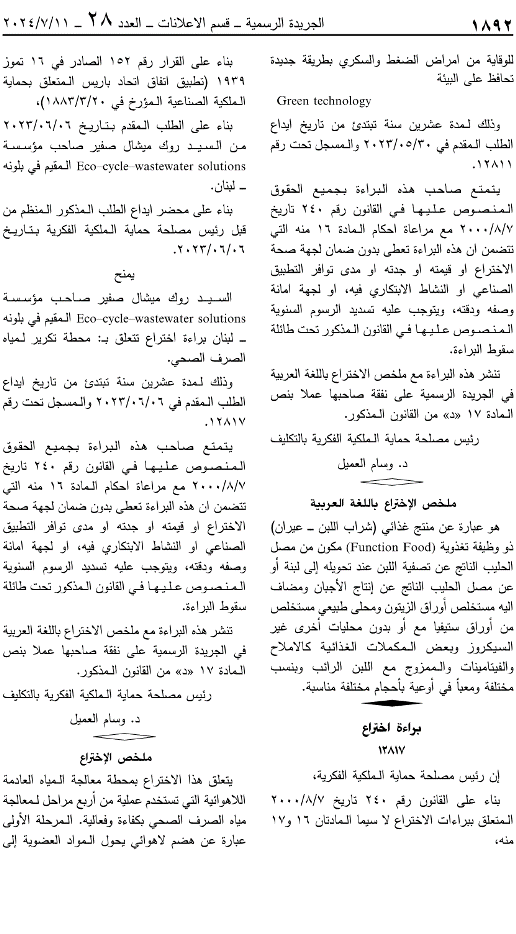 ١٨٩٢
الجريدة الرسمية ــ قسم الاعلانات ــ العدد ٢٨ ــ ٢٠٢٤/٧/١١
للوقاية من امراض الضغط والسكري بطريقة جديدة
تحافظ على البيئة
Green technology
وذلك لمدة عشرين سنة تبتدئ من تاريخ ايداع
الطلب المقدم في ٢٠٢٣/٠٥/٣٠ والمسجل تحت رقم
١٢٨١١.
يتمتع صاحب هذه البراءة بجميع الحقوق
المنصوص عليها في القانون رقم ٢٤٠ تاريخ
٢٠٠٠/٨/٧ مع مراعاة احكام المادة ١٦ منه التي
تتضمن ان هذه البراءة تعطى بدون ضمان لجهة صحة
الاختراع او قيمته او جدته او مدى توافر التطبيق
الصناعي او النشاط الابتكاري فيه، او لجهة امانة
وصفه ودقته، ويتوجب عليه تسديد الرسوم السنوية
المنصوص عليها في القانون المذكور تحت طائلة
سقوط البراءة.
تنشر هذه البراءة مع ملخص الاختراع باللغة العربية
في الجريدة الرسمية على نفقة صاحبها عملا بنص
المادة ١٧ «د» من القانون المذكور.
رئيس مصلحة حماية الملكية الفكرية بالتكليف
د. وسام العميل
ملخص الإختراع باللغة العربية
هو عبارة عن منتج غذائي (شراب اللبن ــ عيران)
ذو وظيفة تغذوية (Function Food) مكون من مصل
الحليب الناتج عن تصفية اللبن عند تحويله إلى لبنة أو
عن مصل الحليب الناتج عن إنتاج الأجبان ومضاف
اليه مستخلص أوراق الزيتون ومحلى طبيعي مستخلص
من أوراق ستيفيا مع أو بدون محليات أخرى غير
السيكروز وبعض المكملات الغذائية كالاملاح
والفيتامينات والممزوج مع اللبن الرائب وبنسب
مختلفة ومعبأ في أوعية بأحجام مختلفة مناسبة.
براءة اختراع
١٢٨١٧
إن رئيس مصلحة حماية الملكية الفكرية،
بناء على القانون رقم ٢٤٠ تاريخ ٢٠٠٠/٨/٧
المتعلق ببراءات الاختراع لا سيما المادتان ١٦ و١٧
منه،
بناء على القرار رقم ١٥٢ الصادر في ١٦ تموز
١٩٣٩ (تطبيق اتفاق اتحاد باريس المتعلق بحماية
الملكية الصناعية المؤرخ في ١٨٨٣/٣/٢٠)،
بناء على الطلب المقدم بتاريخ ٢٠٢٣/٠٦/٠٦
من السيد روك ميشال صفير صاحب مؤسسة
Eco–cycle–wastewater solutions المقيم في بلونه
ــ لبنان.
بناء على محضر ايداع الطلب المذكور المنظم من
قبل رئيس مصلحة حماية الملكية الفكرية بتاريخ
٢٠٢٣/٠٦/٠٦.
يمنح
السيد روك ميشال صفير صاحب مؤسسة
Eco–cycle–wastewater solutions المقيم في بلونه
ــ لبنان براءة اختراع تتعلق بـ: محطة تكرير لمياه
الصرف الصحي.
وذلك لمدة عشرين سنة تبتدئ من تاريخ ايداع
الطلب المقدم في ٢٠٢٣/٠٦/٠٦ والمسجل تحت رقم
١٢٨١٧.
يتمتع صاحب هذه البراءة بجميع الحقوق
المنصوص عليها في القانون رقم ٢٤٠ تاريخ
٢٠٠٠/٨/٧ مع مراعاة احكام المادة ١٦ منه التي
تتضمن ان هذه البراءة تعطى بدون ضمان لجهة صحة
الاختراع او قيمته او جدته او مدى توافر التطبيق
الصناعي او النشاط الابتكاري فيه، او لجهة امانة
وصفه ودقته، ويتوجب عليه تسديد الرسوم السنوية
المنصوص عليها في القانون المذكور تحت طائلة
سقوط البراءة.
تنشر هذه البراءة مع ملخص الاختراع باللغة العربية
في الجريدة الرسمية على نفقة صاحبها عملا بنص
المادة ١٧ «د» من القانون المذكور.
رئيس مصلحة حماية الملكية الفكرية بالتكليف
د. وسام العميل
ملخص الإختراع
يتعلق هذا الاختراع بمحطة معالجة المياه العادمة
اللاهوائية التي تستخدم عملية من أربع مراحل لمعالجة
مياه الصرف الصحي بكفاءة وفعالية. المرحلة الأولى
عبارة عن هضم لاهوائي يحول المواد العضوية إلى